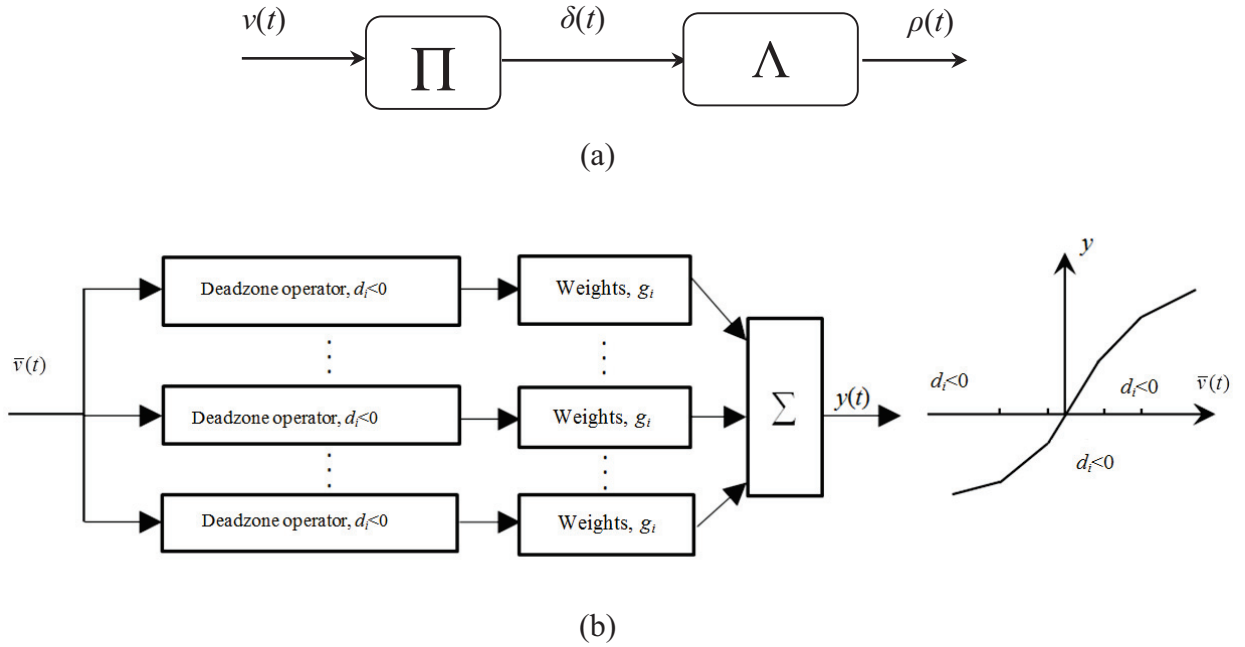 v(t)
δ(t)
ρ(t)
Π
Λ
(a)
y
Deadzone operator, dᵢ<0
Weights, gᵢ
v̅(t)
dᵢ<0
dᵢ<0
v̅(t)
Deadzone operator, dᵢ<0
Weights, gᵢ
Σ
y(t)
dᵢ<0
Deadzone operator, dᵢ<0
Weights, gᵢ
(b)